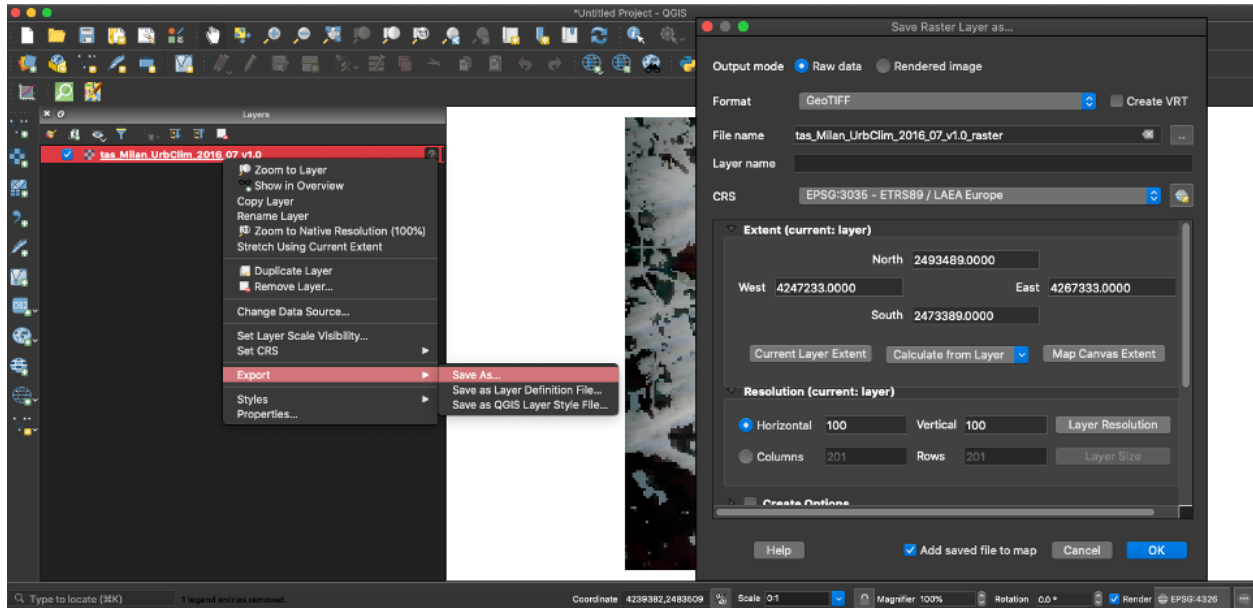 *Untitled Project - QGIS
Layers
tas_Milan_UrbClim_2016_07 v1.0
Zoom to Layer
Show in Overview
Copy Layer
Rename Layer
Zoom to Native Resolution (100%)
Stretch Using Current Extent
Duplicate Layer
Remove Layer...
Change Data Source...
Set Layer Scale Visibility...
Set CRS
Export
Styles
Properties...
Save As...
Save as Layer Definition File...
Save as QGIS Layer Style File...
Save Raster Layer as...
Output mode Raw data Rendered image
Format GeoTIFF Create VRT
File name tas_Milan_UrbClim_2016_07_v1.0_raster ...
Layer name
CRS EPSG:3035 - ETRS89 / LAEA Europe
Extent (current: layer)
North 2493489.0000
West 4247233.0000 East 4267333.0000
South 2473389.0000
Current Layer Extent Calculate from Layer Map Canvas Extent
Resolution (current: layer)
Horizontal 100 Vertical 100 Layer Resolution
Columns 201 Rows 201 Layer Size
Create Options
Help Add saved file to map Cancel OK
Type to locate (⌘K) 1 legend entries removed. Coordinate 4239382,2483509 Scale 0:1 Magnifier 100% Rotation 0.0 ° Render EPSG:4326